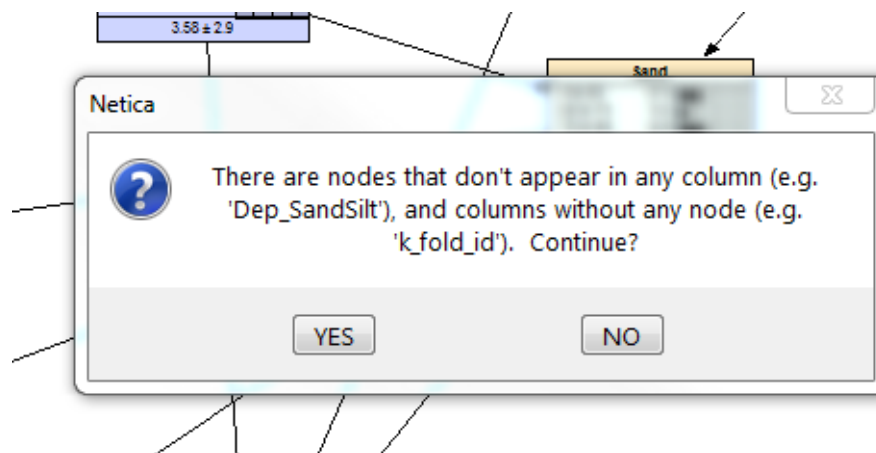 3.58 ± 2.9
Sand
Netica
There are nodes that don't appear in any column (e.g.
'Dep_SandSilt'), and columns without any node (e.g.
'k_fold_id').  Continue?
YES
NO